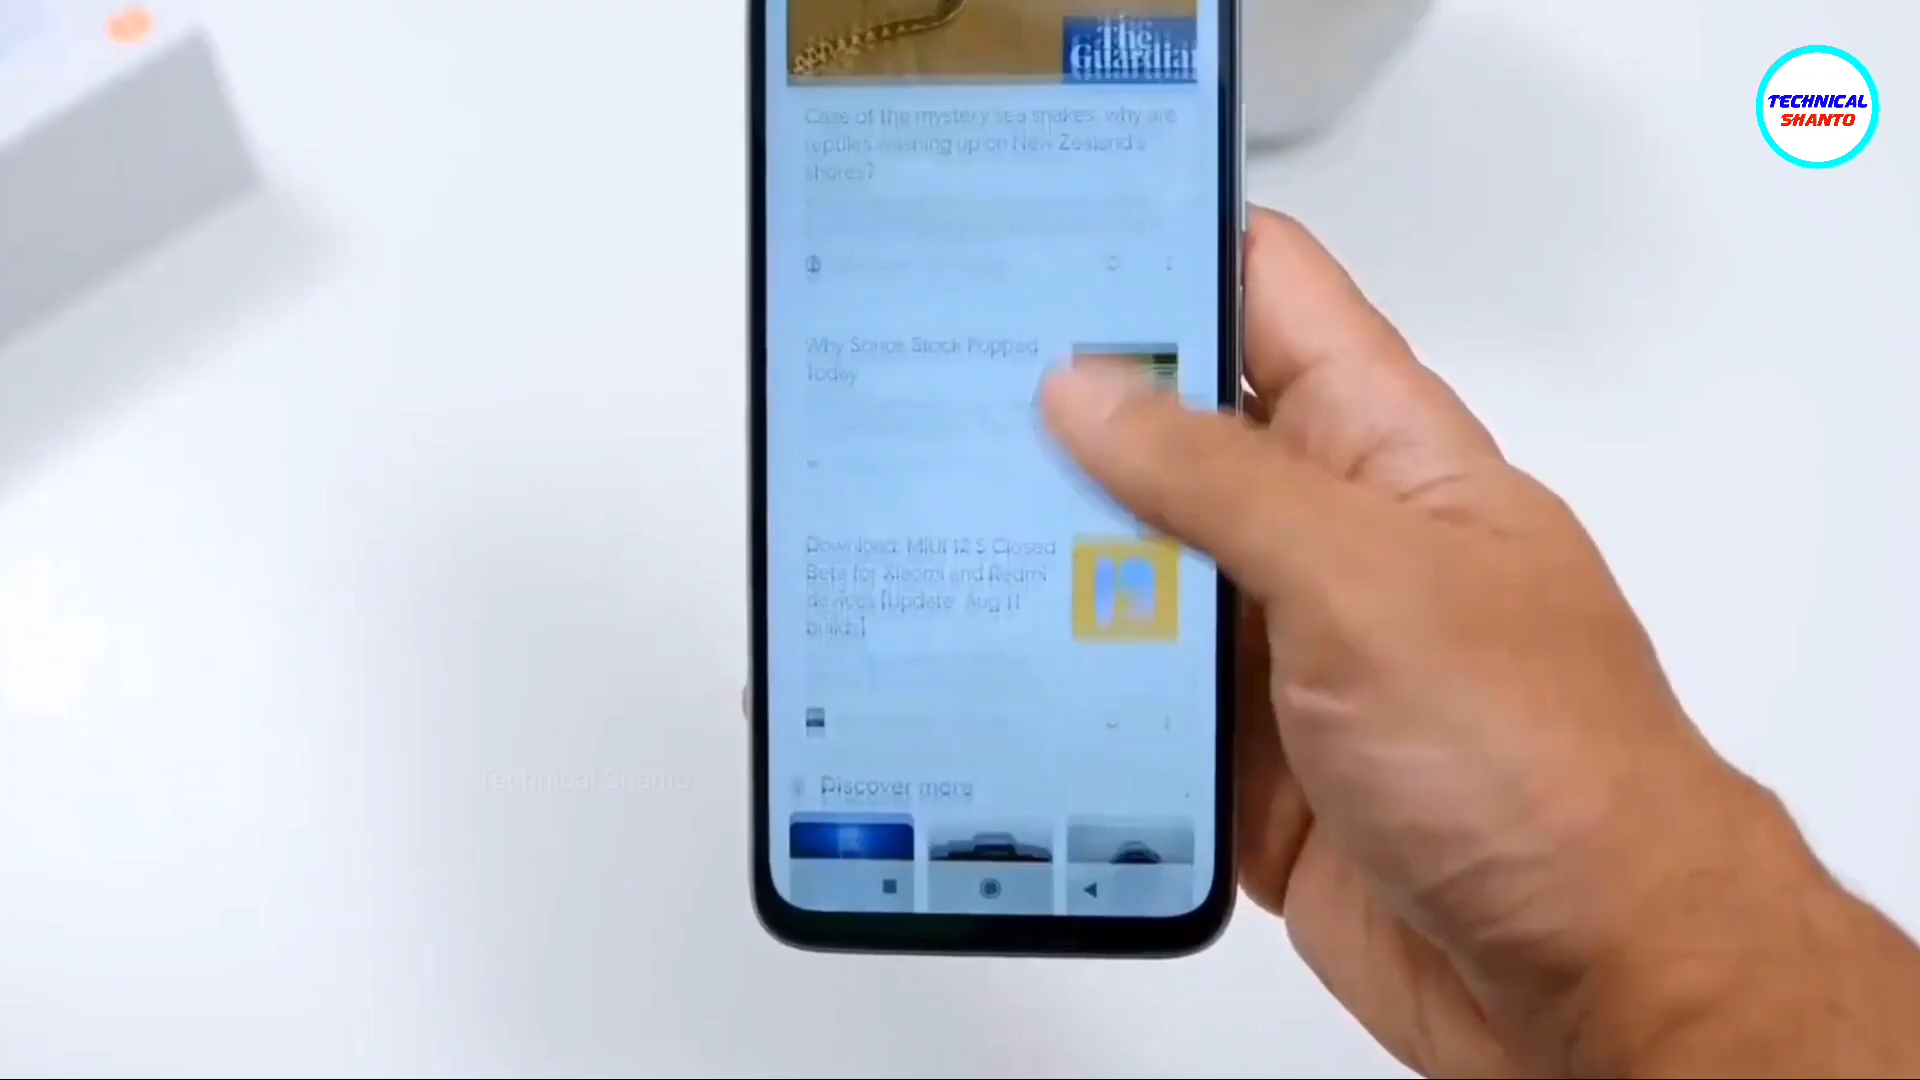 The
Guardian
TECHNICAL
SHANTO
Case of the mystery sea snakes: why are
reptiles washing up on New Zealand's
shores?
Why Sonos Stock Popped
Today
Download: MIUI 12.5 Closed
Beta for Xiaomi and Redmi
devices [Update: Aug 11
builds]
Technical Shanto
Discover more